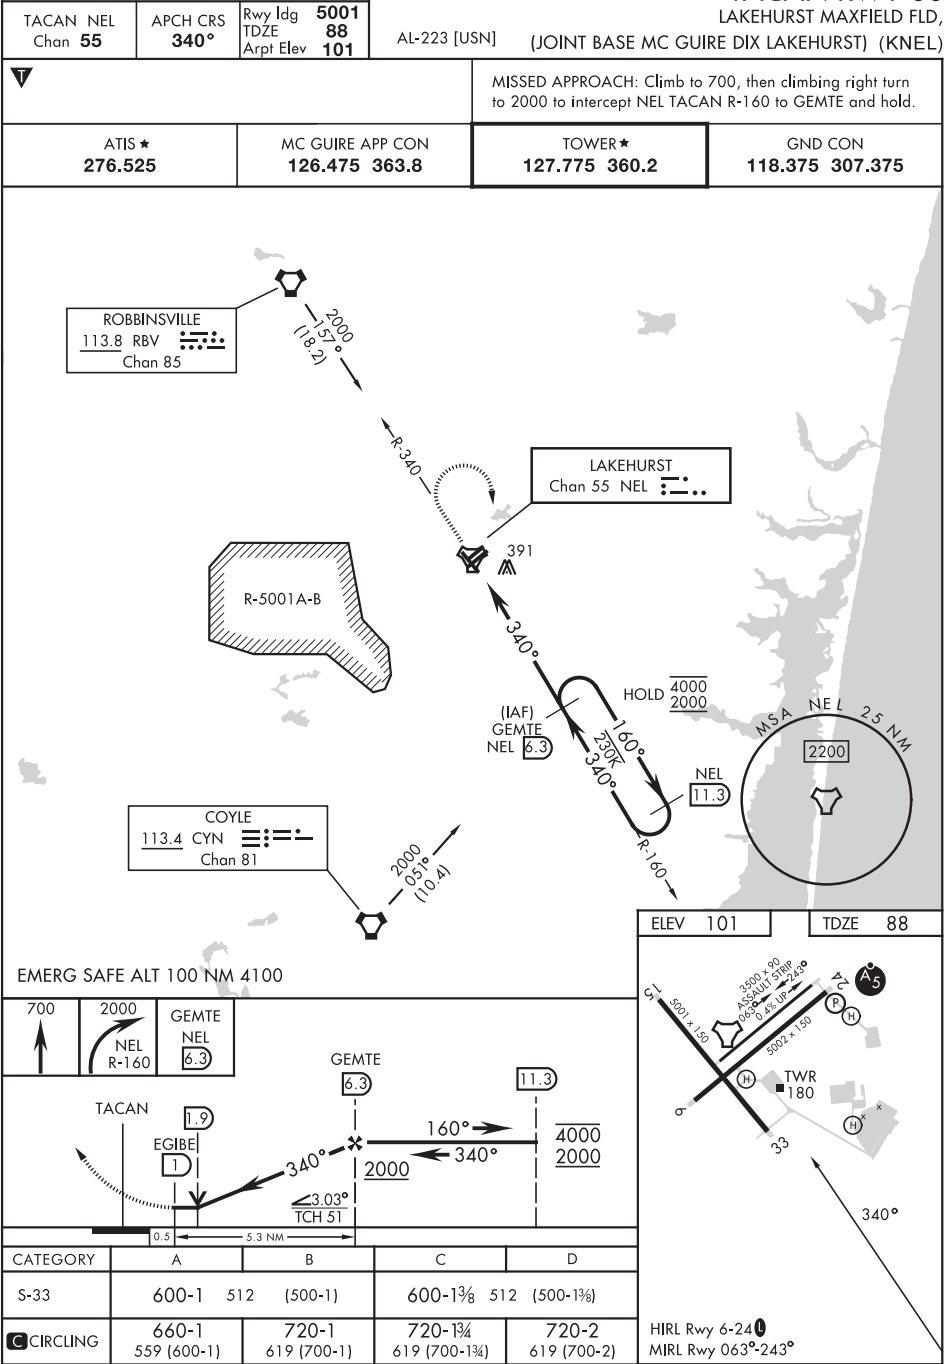 TACAN NEL
Chan 55
APCH CRS
340°
Rwy ldg 5001
TDZE 88
Arpt Elev 101
AL-223 [USN]
LAKEHURST MAXFIELD FLD,
(JOINT BASE MC GUIRE DIX LAKEHURST) (KNEL)
T
MISSED APPROACH: Climb to 700, then climbing right turn
to 2000 to intercept NEL TACAN R-160 to GEMTE and hold.
ATIS★
276.525
MC GUIRE APP CON
126.475 363.8
TOWER★
127.775 360.2
GND CON
118.375 307.375
ROBBINSVILLE
113.8 RBV
Chan 85
2000
157°
(18.2)
R-340
LAKEHURST
Chan 55 NEL
391
R-5001A-B
340°
HOLD 4000
2000
(IAF)
GEMTE
NEL 6.3
160°
230K
340°
NEL
11.3
R-160
MSA NEL 25 NM
2200
COYLE
113.4 CYN
Chan 81
2000
051°
(10.4)
EMERG SAFE ALT 100 NM 4100
ELEV 101
TDZE 88
3500 x 90
ASSAULT STRIP
063° 243°
0.4% UP
15
5001 x 150
24
5002 x 150
A5
P
H
H
TWR
180
H
x
x
6
33
340°
HIRL Rwy 6-24 L
MIRL Rwy 063°-243°
700
2000
NEL
R-160
GEMTE
NEL
6.3
TACAN
EGIBE
1
1.9
GEMTE
6.3
11.3
160°
340°
4000
2000
340°
2000
3.03°
TCH 51
0.5
5.3 NM
CATEGORY A B C D
S-33 600-1 512 (500-1) 600-1⅜ 512 (500-1⅜)
C CIRCLING 660-1 720-1 720-1¾ 720-2
559 (600-1) 619 (700-1) 619 (700-1¾) 619 (700-2)